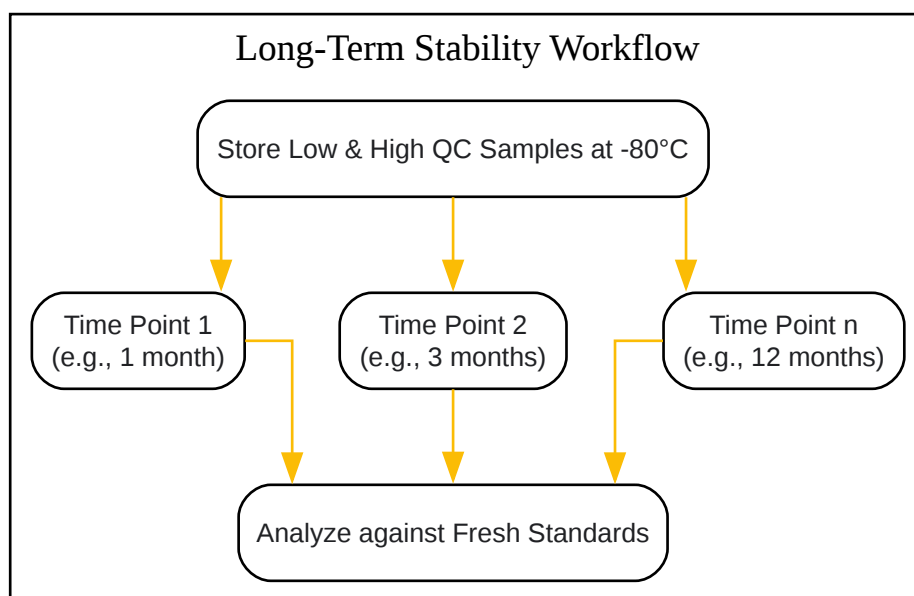 Long-Term Stability Workflow
Store Low & High QC Samples at -80°C
Time Point 1
(e.g., 1 month)
Time Point 2
(e.g., 3 months)
Time Point n
(e.g., 12 months)
Analyze against Fresh Standards